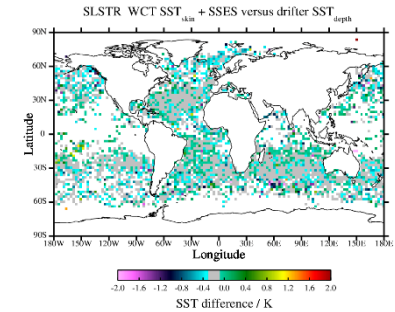 SLSTR WCT SST skin + SSES versus drifter SST depth
90N
60N
30N
0
30S
60S
90S
Latitude
180W 150W 120W 90W 60W 30W 0 30E 60E 90E 120E 150E 180E
Longitude
-2.0 -1.6 -1.2 -0.8 -0.4 0.0 0.4 0.8 1.2 1.6 2.0
SST difference / K